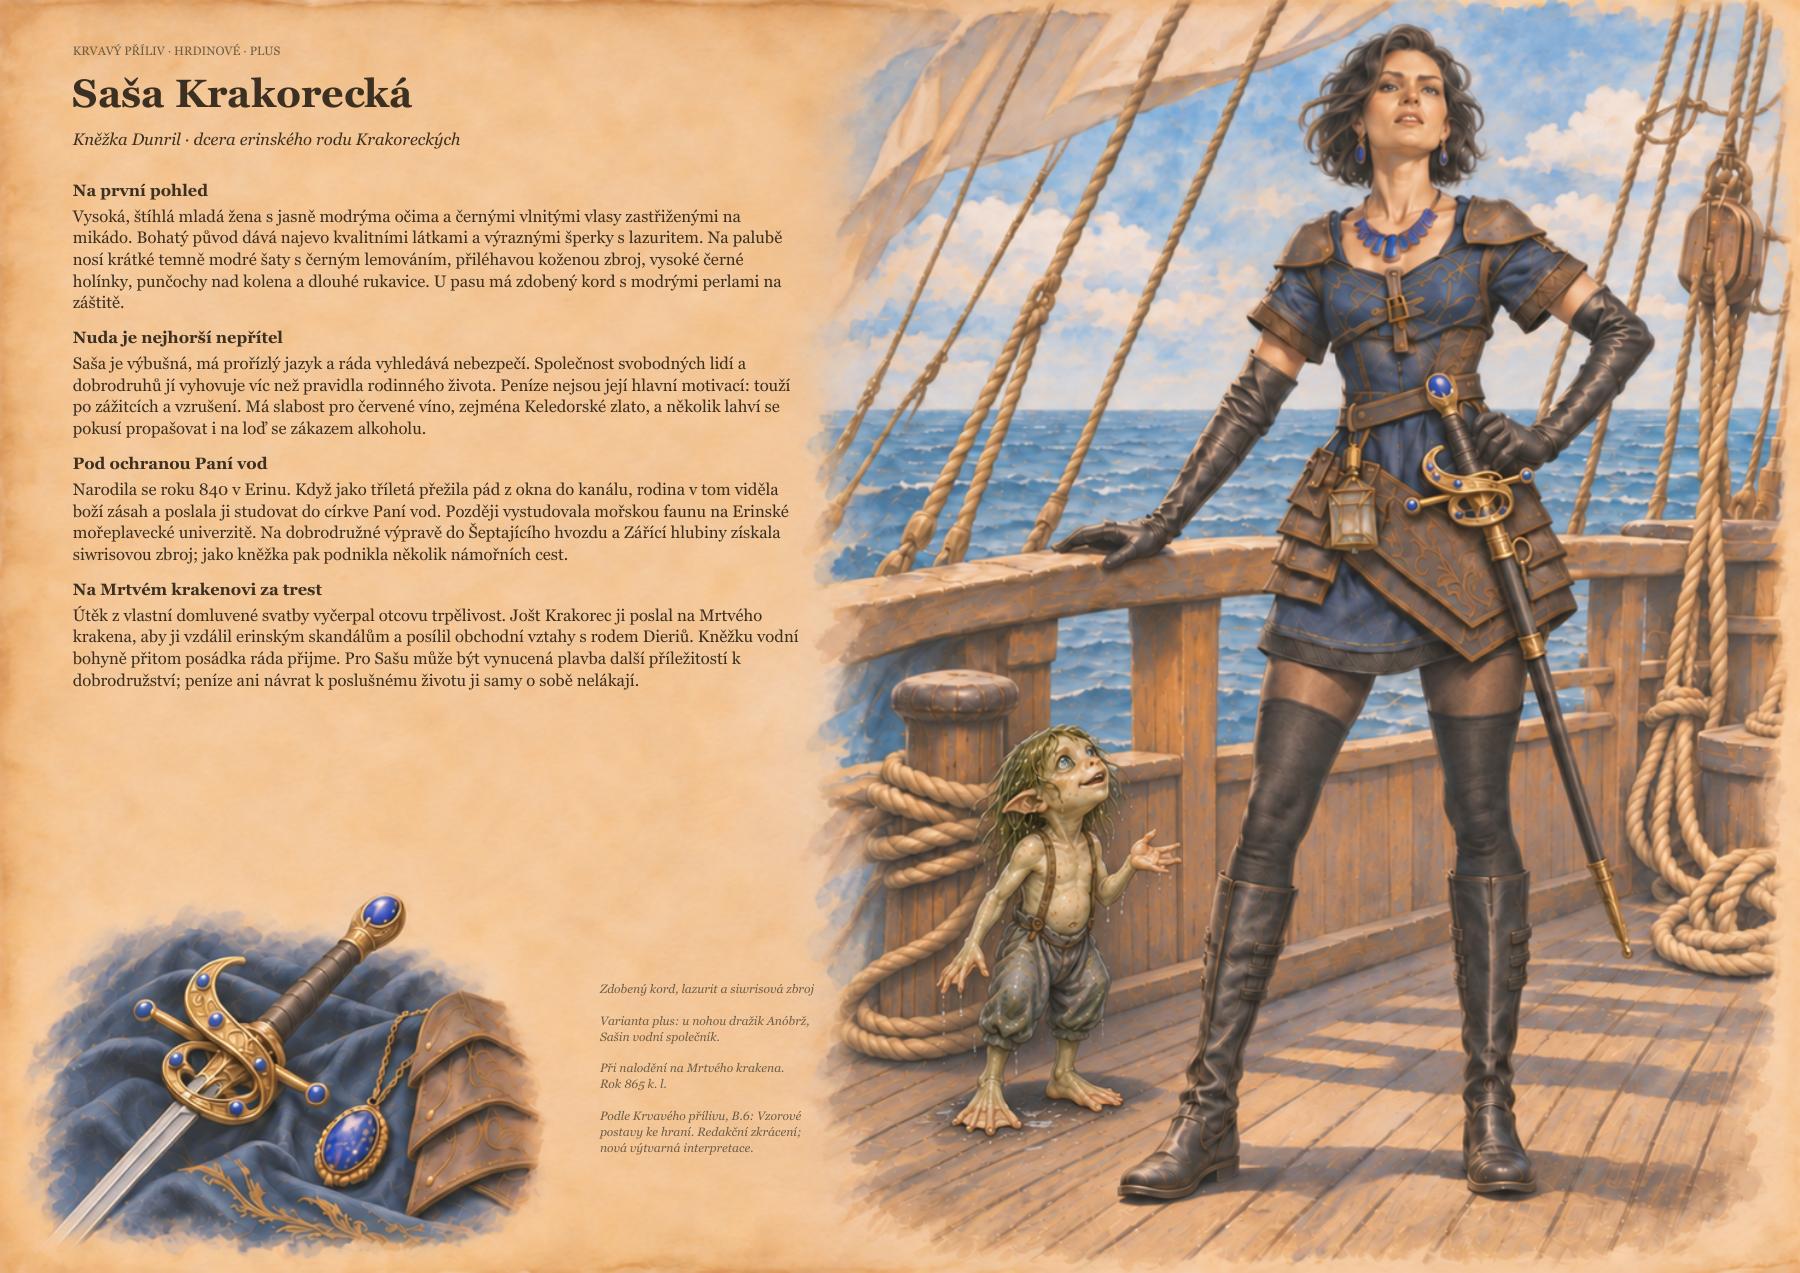 KRVAVÝ PŘÍLIV · HRDINOVÉ · PLUS
Saša Krakorecká
Kněžka Dunril · dcera erinského rodu Krakoreckých
Na první pohled
Vysoká, štíhlá mladá žena s jasně modrýma očima a černými vlnitými vlasy zastřiženými na
mikádo. Bohatý původ dává najevo kvalitními látkami a výraznými šperky s lazuritem. Na palubě
nosí krátké temně modré šaty s černým lemováním, přiléhavou koženou zbroj, vysoké černé
holínky, punčochy nad kolena a dlouhé rukavice. U pasu má zdobený kord s modrými perlami na
záštitě.
Nuda je nejhorší nepřítel
Saša je výbušná, má prořízlý jazyk a ráda vyhledává nebezpečí. Společnost svobodných lidí a
dobrodruhů jí vyhovuje víc než pravidla rodinného života. Peníze nejsou její hlavní motivací: touží
po zážitcích a vzrušení. Má slabost pro červené víno, zejména Keledorské zlato, a několik lahví se
pokusí propašovat i na loď se zákazem alkoholu.
Pod ochranou Paní vod
Narodila se roku 840 v Erinu. Když jako tříletá přežila pád z okna do kanálu, rodina v tom viděla
boží zásah a poslala ji studovat do církve Paní vod. Později vystudovala mořskou faunu na Erinské
mořeplavecké univerzitě. Na dobrodružné výpravě do Šeptajícího hvozdu a Zářící hlubiny získala
siwrisovou zbroj; jako kněžka pak podnikla několik námořních cest.
Na Mrtvém krakenovi za trest
Útěk z vlastní domluvené svatby vyčerpal otcovu trpělivost. Jošt Krakorec ji poslal na Mrtvého
krakena, aby ji vzdálil erinským skandálům a posílil obchodní vztahy s rodem Dieriů. Kněžku vodní
bohyně přitom posádka ráda přijme. Pro Sašu může být vynucená plavba další příležitostí k
dobrodružství; peníze ani návrat k poslušnému životu ji samy o sobě nelákají.
Zdobený kord, lazurit a siwrisová zbroj
Varianta plus: u nohou dražik Anóbrž,
Sašin vodní společník.
Při nalodění na Mrtvého krakena.
Rok 865 k. l.
Podle Krvavého přílivu, B.6: Vzorové
postavy ke hraní. Redakční zkrácení;
nová výtvarná interpretace.